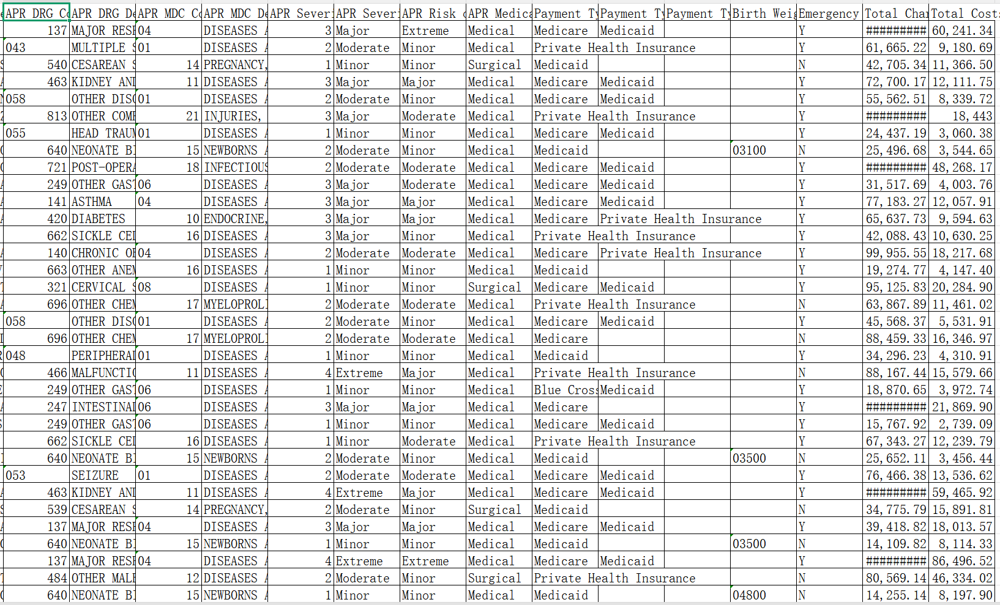 APR DRG Co APR DRG De APR MDC Co APR MDC De APR Severi APR Severi APR Risk o APR Medica Payment Ty Payment Ty Payment Ty Birth Weig Emergency Total Char Total Costs
137 MAJOR RESP 04 DISEASES A 3 Major Extreme Medical Medicare Medicaid Y ######### 60,241.34
043 MULTIPLE S 01 DISEASES A 2 Moderate Minor Medical Private Health Insurance Y 61,665.22 9,180.69
540 CESAREAN S 14 PREGNANCY, 1 Minor Minor Surgical Medicaid N 42,705.34 11,366.50
463 KIDNEY AND 11 DISEASES A 3 Major Major Medical Medicare Medicaid Y 72,700.17 12,111.75
058 OTHER DISO 01 DISEASES A 2 Moderate Minor Medical Medicare Medicaid Y 55,562.51 8,339.72
813 OTHER COMP 21 INJURIES, 3 Major Moderate Medical Private Health Insurance Y ######### 18,443
055 HEAD TRAUM 01 DISEASES A 1 Minor Minor Medical Medicare Medicaid Y 24,437.19 3,060.38
640 NEONATE BI 15 NEWBORNS A 2 Moderate Minor Medical Medicaid 03100 N 25,496.68 3,544.65
721 POST-OPERA 18 INFECTIOUS 2 Moderate Moderate Medical Medicare Medicaid Y ######### 48,268.17
249 OTHER GAST 06 DISEASES A 3 Major Moderate Medical Medicare Medicaid Y 31,517.69 4,003.76
141 ASTHMA 04 DISEASES A 3 Major Major Medical Medicare Medicaid Y 77,183.27 12,057.91
420 DIABETES 10 ENDOCRINE, 3 Major Major Medical Medicare Private Health Insurance Y 65,637.73 9,594.63
662 SICKLE CEL 16 DISEASES A 3 Major Minor Medical Private Health Insurance Y 42,088.43 10,630.25
140 CHRONIC OB 04 DISEASES A 2 Moderate Moderate Medical Medicare Private Health Insurance Y 99,955.55 18,217.68
663 OTHER ANEM 16 DISEASES A 1 Minor Minor Medical Medicaid Y 19,274.77 4,147.40
321 CERVICAL S 08 DISEASES A 1 Minor Minor Surgical Medicare Medicaid Y 95,125.83 20,284.90
696 OTHER CHEM 17 MYELOPROLI 2 Moderate Moderate Medical Private Health Insurance N 63,867.89 11,461.02
058 OTHER DISO 01 DISEASES A 2 Moderate Minor Medical Medicare Medicaid Y 45,568.37 5,531.91
696 OTHER CHEM 17 MYELOPROLI 2 Moderate Moderate Medical Medicare N 88,459.33 16,346.97
048 PERIPHERAL 01 DISEASES A 1 Minor Minor Medical Medicaid Y 34,296.23 4,310.91
466 MALFUNCTIO 11 DISEASES A 4 Extreme Major Medical Private Health Insurance N 88,167.44 15,579.66
249 OTHER GAST 06 DISEASES A 1 Minor Minor Medical Blue Cross Medicaid Y 18,870.65 3,972.74
247 INTESTINAL 06 DISEASES A 3 Major Major Medical Medicare Y ######### 21,869.90
249 OTHER GAST 06 DISEASES A 1 Minor Minor Medical Medicare Medicaid Y 15,767.92 2,739.09
662 SICKLE CEL 16 DISEASES A 1 Minor Moderate Medical Private Health Insurance Y 67,343.27 12,239.79
640 NEONATE BI 15 NEWBORNS A 2 Moderate Minor Medical Medicaid 03500 N 25,652.11 3,456.44
053 SEIZURE 01 DISEASES A 2 Moderate Moderate Medical Medicare Medicaid Y 76,466.38 13,536.62
463 KIDNEY AND 11 DISEASES A 4 Extreme Major Medical Medicare Medicaid Y ######### 59,465.92
539 CESAREAN S 14 PREGNANCY, 2 Moderate Minor Surgical Medicaid N 34,775.79 15,891.81
137 MAJOR RESP 04 DISEASES A 3 Major Major Medical Medicare Medicaid Y 39,418.82 18,013.57
640 NEONATE BI 15 NEWBORNS A 1 Minor Minor Medical Medicaid 03500 N 14,109.82 8,114.33
137 MAJOR RESP 04 DISEASES A 4 Extreme Extreme Medical Medicare Medicaid Y ######### 86,496.52
484 OTHER MALE 12 DISEASES A 2 Moderate Minor Surgical Private Health Insurance N 80,569.14 46,334.02
640 NEONATE BI 15 NEWBORNS A 1 Minor Minor Medical Medicaid 04800 N 14,255.14 8,197.90